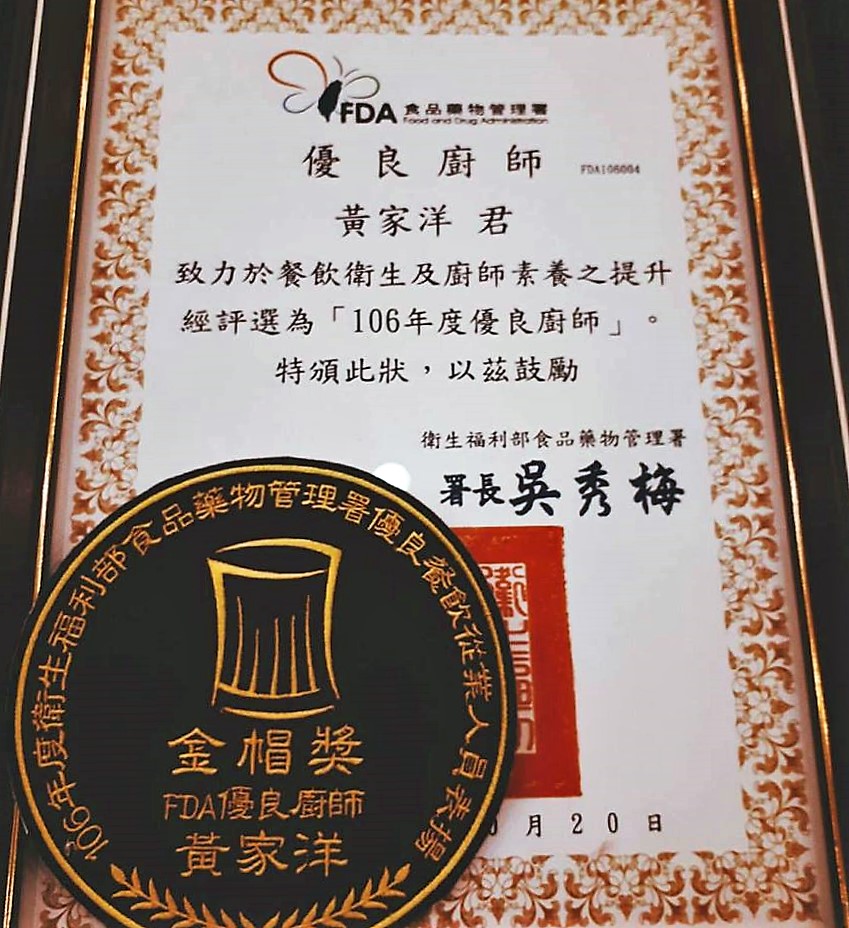 FDA 食品藥物管理署
Food and Drug Administration
優良廚師
FDA106004
黃家洋 君
致力於餐飲衛生及廚師素養之提升
經評選為「106年度優良廚師」。
特頒此狀，以茲鼓勵
衛生福利部食品藥物管理署
署長 吳秀梅
月20日
106年度衛生福利部食品藥物管理署優良餐飲從業人員表揚
金帽獎
FDA優良廚師
黃家洋